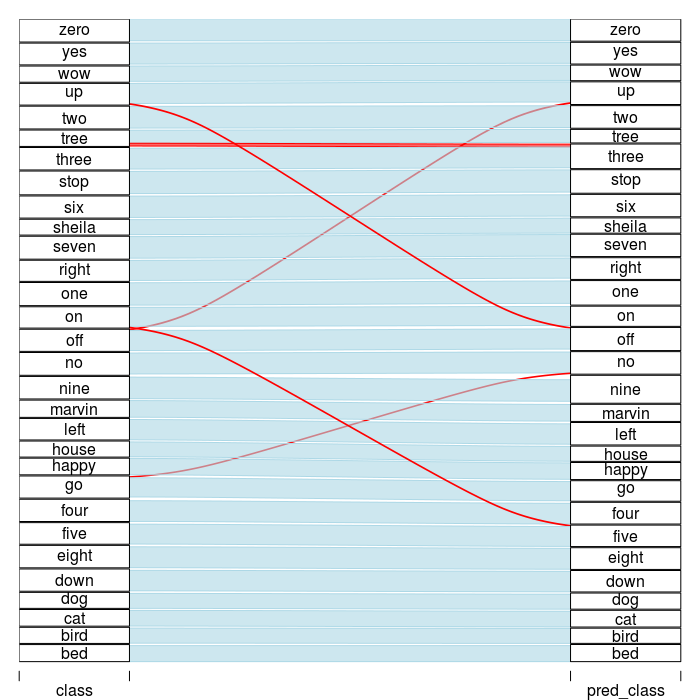 zero zero
yes yes
wow wow
up up
two two
tree tree
three three
stop stop
six six
sheila sheila
seven seven
right right
one one
on on
off off
no no
nine nine
marvin marvin
left left
house house
happy happy
go go
four four
five five
eight eight
down down
dog dog
cat cat
bird bird
bed bed
class pred_class